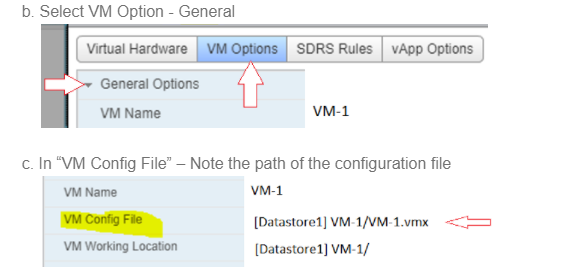 b. Select VM Option - General
Virtual Hardware VM Options SDRS Rules vApp Options
General Options
VM Name VM-1
c. In “VM Config File” – Note the path of the configuration file
VM Name VM-1
VM Config File [Datastore1] VM-1/VM-1.vmx
VM Working Location [Datastore1] VM-1/